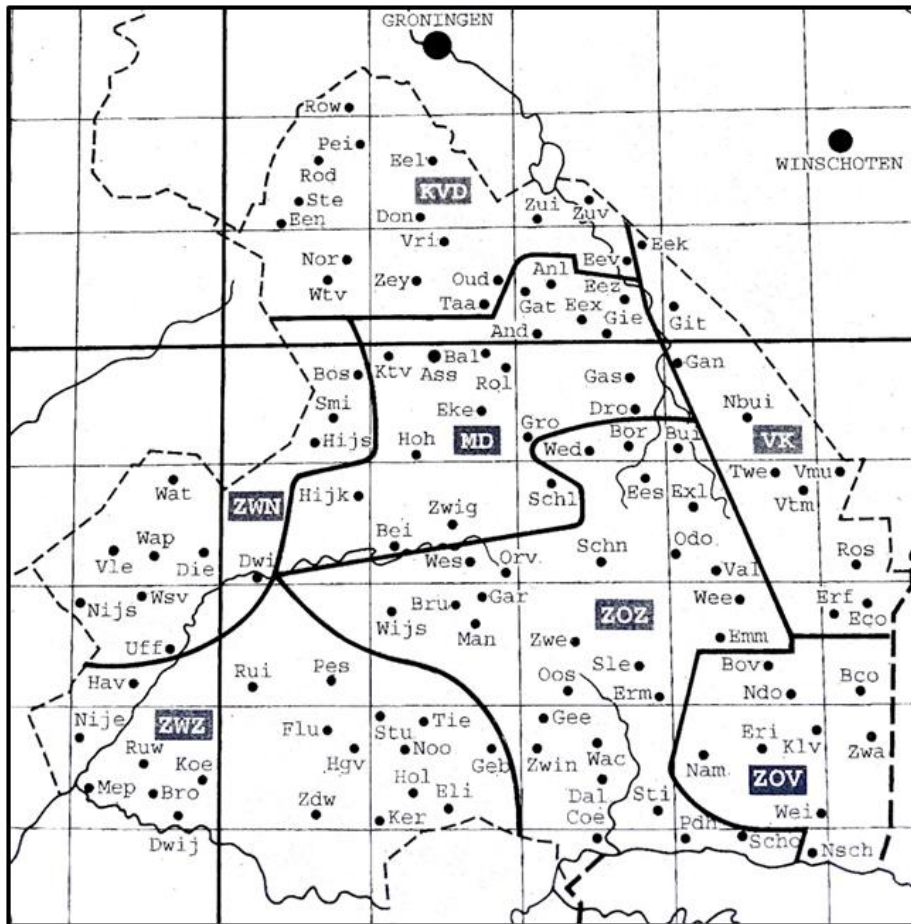 GRONINGEN
Row
Pei
WINSCHOTEN
Rod
Eel
KVD
Ste
Een
Don
Zui
Zuv
Vri
Eek
Nor
Eev
Wtv
Zey
Oud
Anl
Eez
Taa
Gat
Eex
Gie
Git
And
Ktv
Ass
Bal
Gan
Bos
Rol
Gas
Smi
Eke
Dro
Nbui
Hijs
Hoh
MD
Gro
Wed
Bor
Bui
VK
Wat
ZWN
Hijk
Schl
Ees
Exl
Twe
Vmu
Vtm
Zwig
Bei
Vle
Wap
Die
Dwi
Wes
Orv
Schn
Odo
Val
Ros
Nijs
Wsv
Wijs
Bru
Gar
Man
ZOZ
Wee
Erf
Eco
Uff
Zwe
Emm
Hav
Rui
Pes
Oos
Sle
Erm
Bov
Ndo
Bco
Nije
ZWZ
Flu
Stu
Tie
Gee
Ruw
Koe
Hgv
Noo
Geb
Zwin
Wac
Nam
Eri
Klv
Zwa
Mep
Bro
Zdw
Hol
Eli
Dal
Sti
ZOV
Dwij
Ker
Coe
Pdh
Scho
Wei
Nsch